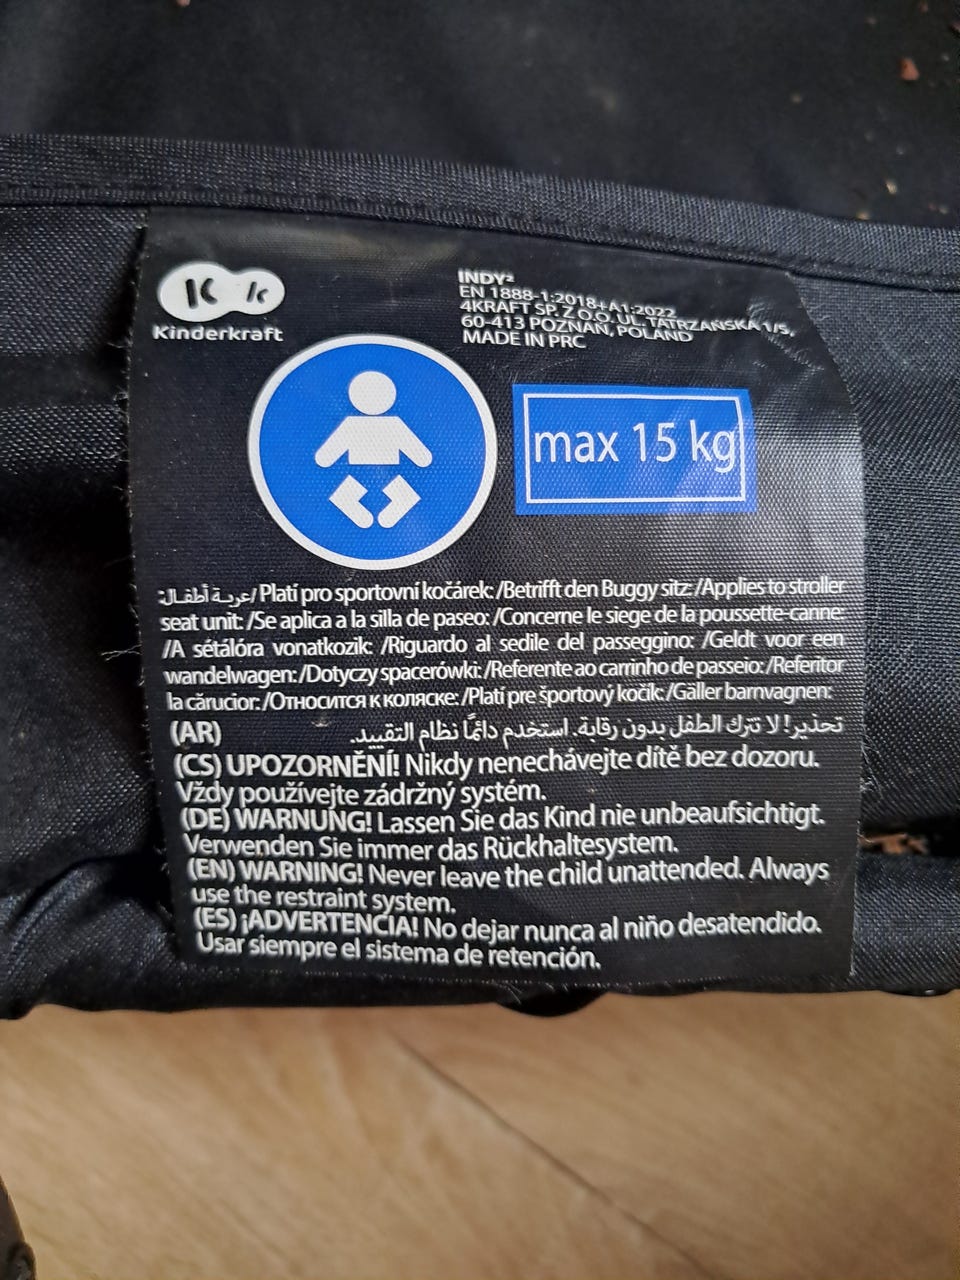 Kinderkraft
INDY²
EN 1888-1:2018+A1:2022
4KRAFT SP. Z O.O. UL. TATRZAŃSKA 1/5,
60-413 POZNAŃ, POLAND
MADE IN PRC
max 15 kg
عربة أطفال:/Platí pro sportovní kočárek:/Betrifft den Buggy sitz:/Applies to stroller
seat unit:/Se aplica a la silla de paseo:/Concerne le siege de la poussette-canne:
/A sétálóra vonatkozik:/Riguardo al sedile del passeggino:/Geldt voor een
wandelwagen:/Dotyczy spacerówki:/Referente ao carrinho de passeio:/Referitor
la cărucior:/Относится к коляске:/Platí pre športový kočík:/Gäller barnvagnen:
(AR) تحذير! لا تترك الطفل بدون رقابة. استخدم دائمًا نظام التقييد.
(CS) UPOZORNĚNÍ! Nikdy nenechávejte dítě bez dozoru.
Vždy používejte zádržný systém.
(DE) WARNUNG! Lassen Sie das Kind nie unbeaufsichtigt.
Verwenden Sie immer das Rückhaltesystem.
(EN) WARNING! Never leave the child unattended. Always
use the restraint system.
(ES) ¡ADVERTENCIA! No dejar nunca al niño desatendido.
Usar siempre el sistema de retención.